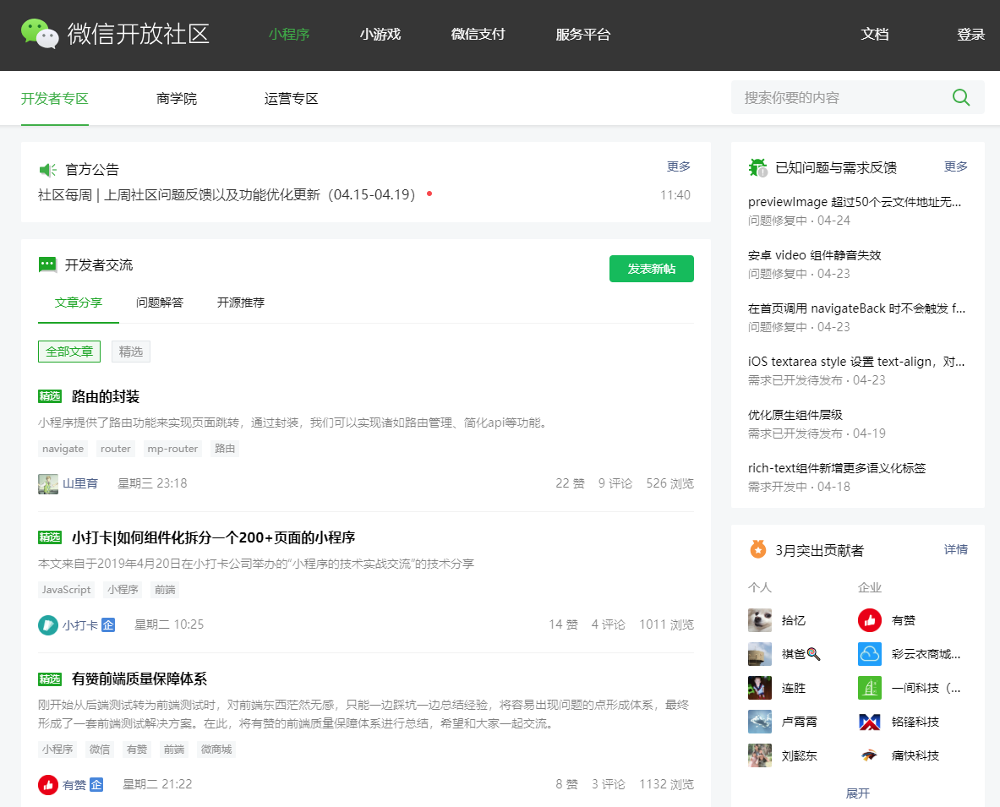 微信开放社区 小程序 小游戏 微信支付 服务平台 文档 登录
开发者专区 商学院 运营专区 搜索你要的内容
官方公告 更多
社区每周 | 上周社区问题反馈以及功能优化更新（04.15-04.19） 11:40
开发者交流 发表新帖
文章分享 问题解答 开源推荐
全部文章 精选
精选 路由的封装
小程序提供了路由功能来实现页面跳转，通过封装，我们可以实现诸如路由管理、简化api等功能。
navigate router mp-router 路由
山里育 星期三 23:18 22 赞 9 评论 526 浏览
精选 小打卡|如何组件化拆分一个200+页面的小程序
本文来自于2019年4月20日在小打卡公司举办的“小程序的技术实战交流”的技术分享
JavaScript 小程序 前端
小打卡 企 星期二 10:25 14 赞 4 评论 1011 浏览
精选 有赞前端质量保障体系
刚开始从后端测试转为前端测试时，对前端东西茫然无感，只能一边踩坑一边总结经验，将容易出现问题的点形成体系，最终
形成了一套前端测试解决方案。在此，将有赞的前端质量保障体系进行总结，希望和大家一起交流。
小程序 微信 有赞 前端 微商城
有赞 企 星期二 21:22 8 赞 3 评论 1132 浏览
已知问题与需求反馈 更多
previewImage 超过50个云文件地址无...
问题修复中 · 04-24
安卓 video 组件静音失效
问题修复中 · 04-23
在首页调用 navigateBack 时不会触发 f...
问题修复中 · 04-23
iOS textarea style 设置 text-align，对...
需求已开发待发布 · 04-23
优化原生组件层级
需求已开发待发布 · 04-19
rich-text组件新增更多语义化标签
需求开发中 · 04-18
3月突出贡献者 详情
个人 企业
拾忆 有赞
祺爸🔍 彩云衣商城...
连胜 一间科技（...
卢霄霄 铭锋科技
刘懿东 痛快科技
展开